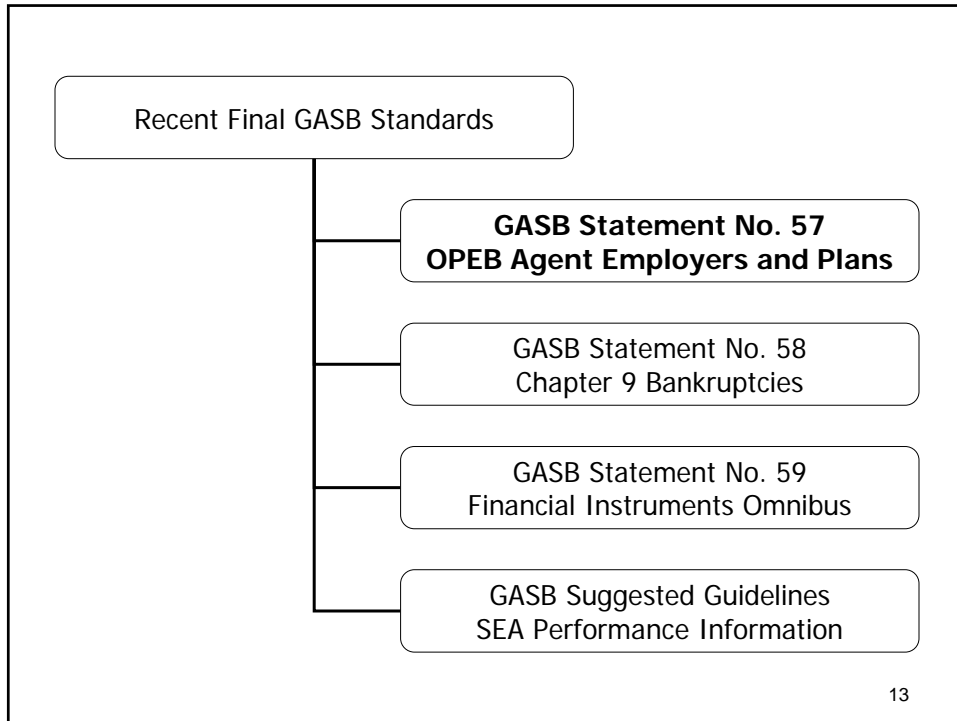 Recent Final GASB Standards
GASB Statement No. 57
OPEB Agent Employers and Plans
GASB Statement No. 58
Chapter 9 Bankruptcies
GASB Statement No. 59
Financial Instruments Omnibus
GASB Suggested Guidelines
SEA Performance Information
13